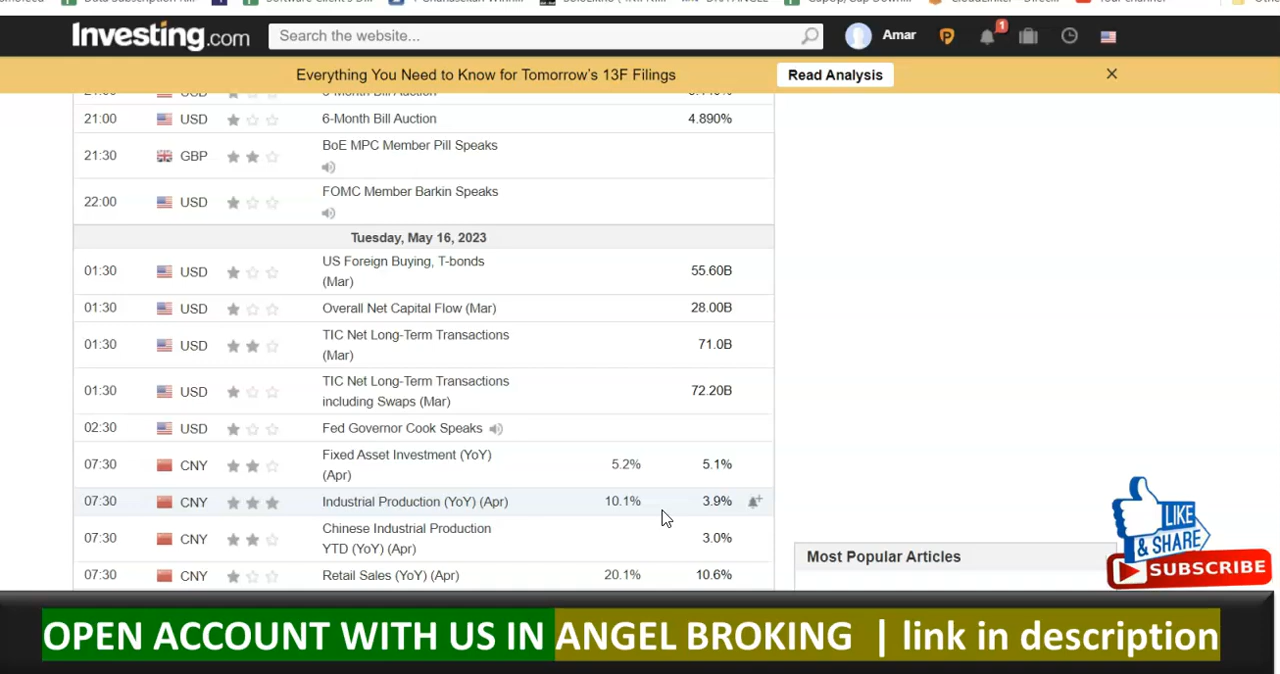 Investing.com
Search the website...
Amar
1
Everything You Need to Know for Tomorrow's 13F Filings
Read Analysis
21:00 USD 6-Month Bill Auction 4.890%
21:30 GBP BoE MPC Member Pill Speaks
22:00 USD FOMC Member Barkin Speaks
Tuesday, May 16, 2023
01:30 USD US Foreign Buying, T-bonds
(Mar) 55.60B
01:30 USD Overall Net Capital Flow (Mar) 28.00B
01:30 USD TIC Net Long-Term Transactions
(Mar) 71.0B
01:30 USD TIC Net Long-Term Transactions
including Swaps (Mar) 72.20B
02:30 USD Fed Governor Cook Speaks
07:30 CNY Fixed Asset Investment (YoY)
(Apr) 5.2% 5.1%
07:30 CNY Industrial Production (YoY) (Apr) 10.1% 3.9%
07:30 CNY Chinese Industrial Production
YTD (YoY) (Apr) 3.0%
07:30 CNY Retail Sales (YoY) (Apr) 20.1% 10.6%
Most Popular Articles
LIKE
& SHARE
SUBSCRIBE
OPEN ACCOUNT WITH US IN ANGEL BROKING | link in description